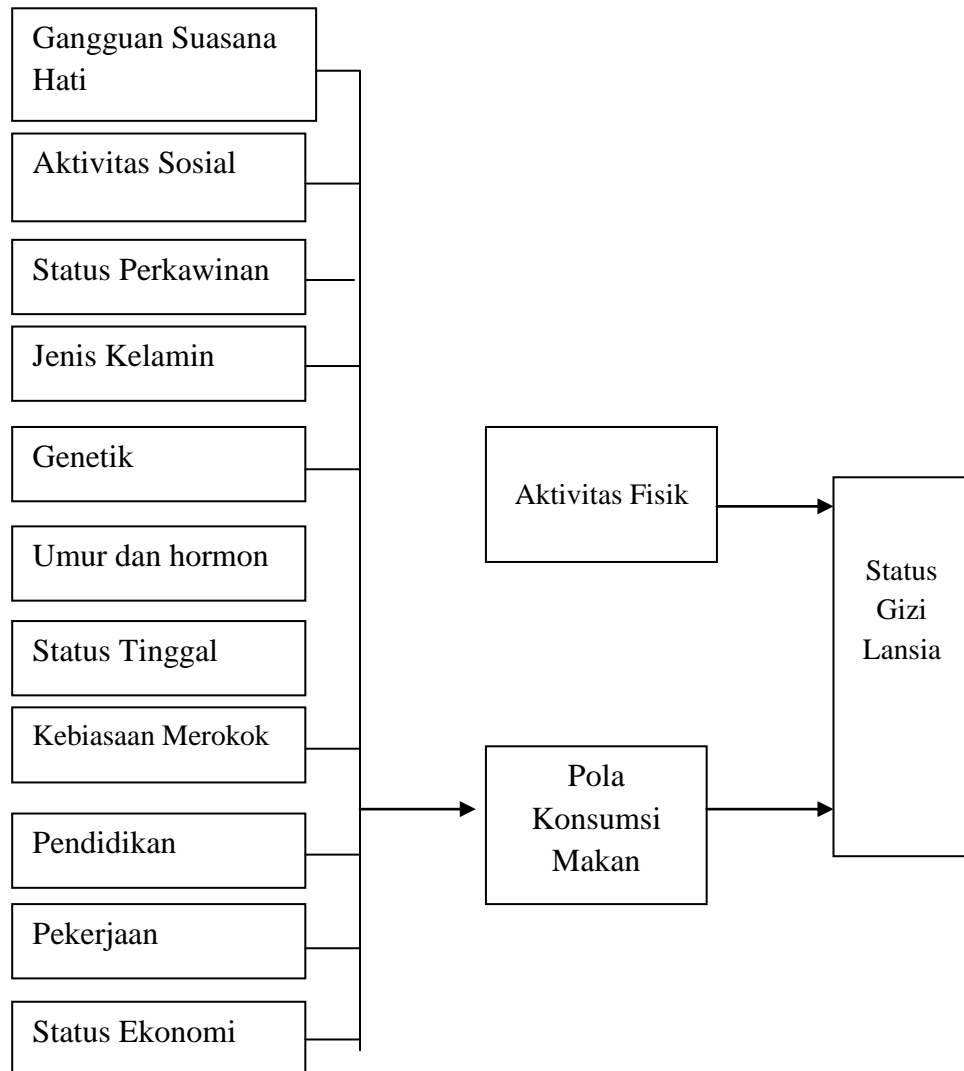 Gangguan Suasana
Hati
Aktivitas Sosial
Status Perkawinan
Jenis Kelamin
Genetik
Umur dan hormon
Status Tinggal
Kebiasaan Merokok
Pendidikan
Pekerjaan
Status Ekonomi
Aktivitas Fisik
Pola
Konsumsi
Makan
Status
Gizi
Lansia